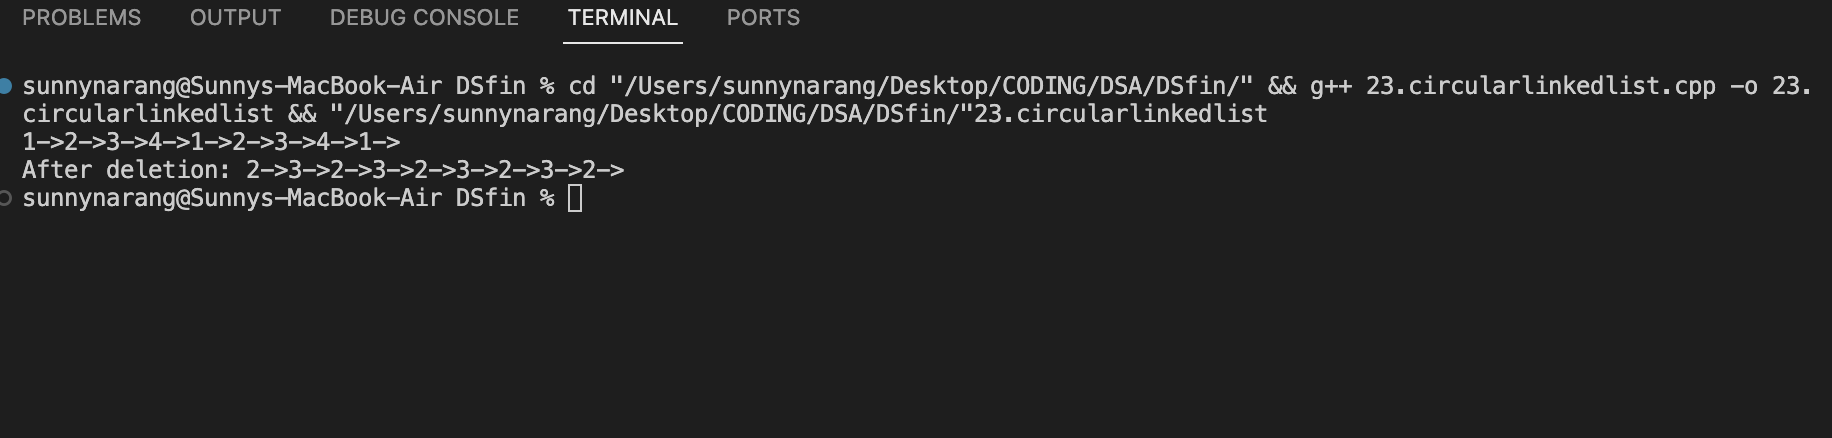 PROBLEMS OUTPUT DEBUG CONSOLE TERMINAL PORTS
sunnynarang@Sunnys-MacBook-Air DSfin % cd "/Users/sunnynarang/Desktop/CODING/DSA/DSfin/" && g++ 23.circularlinkedlist.cpp -o 23.
circularlinkedlist && "/Users/sunnynarang/Desktop/CODING/DSA/DSfin/"23.circularlinkedlist
1->2->3->4->1->2->3->4->1->
After deletion: 2->3->2->3->2->3->2->3->2->
sunnynarang@Sunnys-MacBook-Air DSfin %